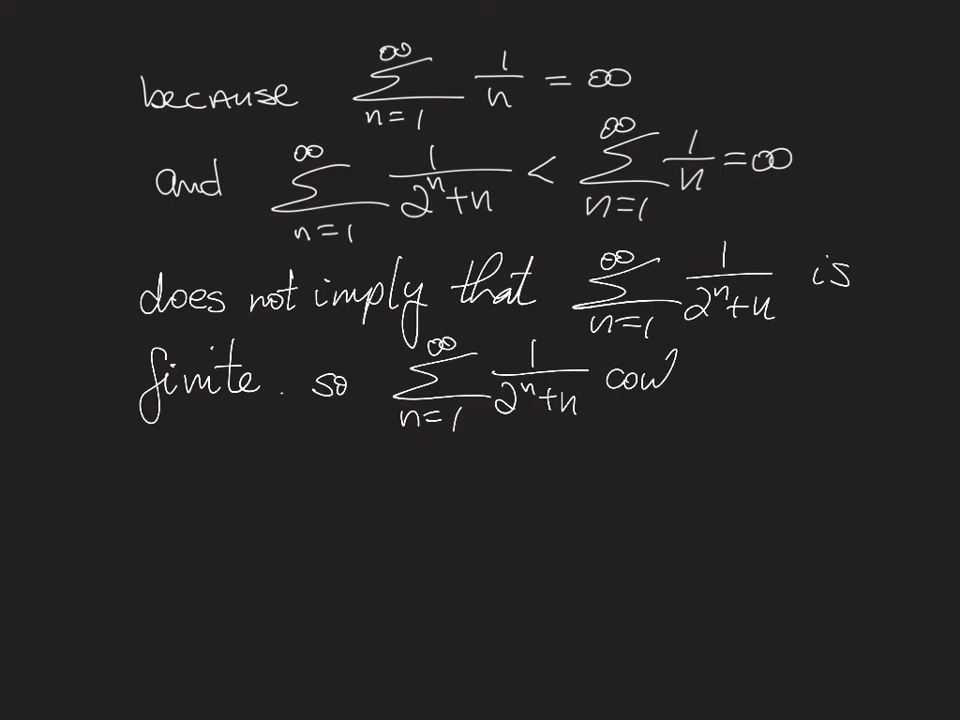 because ∑_{n=1}^{∞} 1/n = ∞
and ∑_{n=1}^{∞} 1/(2^n+n) < ∑_{n=1}^{∞} 1/n = ∞
does not imply that ∑_{n=1}^{∞} 1/(2^n+n) is
finite. so ∑_{n=1}^{∞} 1/(2^n+n)